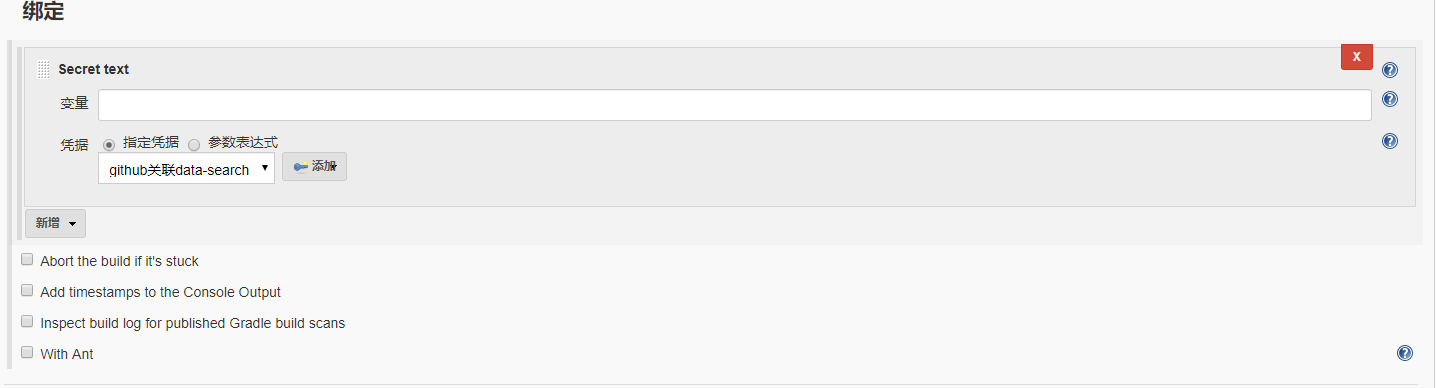 绑定
X
Secret text
变量
凭据 指定凭据 参数表达式
github关联data-search 添加
新增
Abort the build if it's stuck
Add timestamps to the Console Output
Inspect build log for published Gradle build scans
With Ant